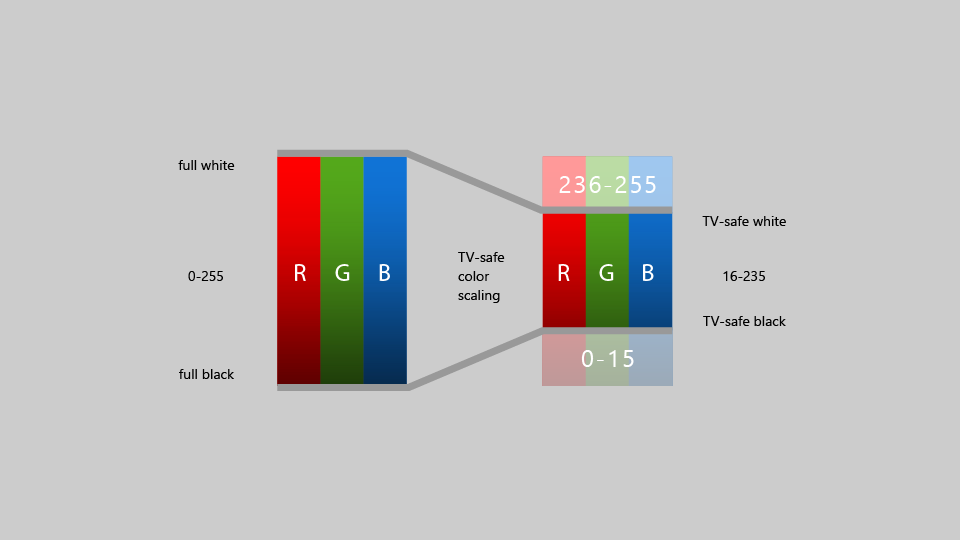 full white
0-255
full black
R G B
TV-safe
color
scaling
236-255
R G B
0-15
TV-safe white
16-235
TV-safe black